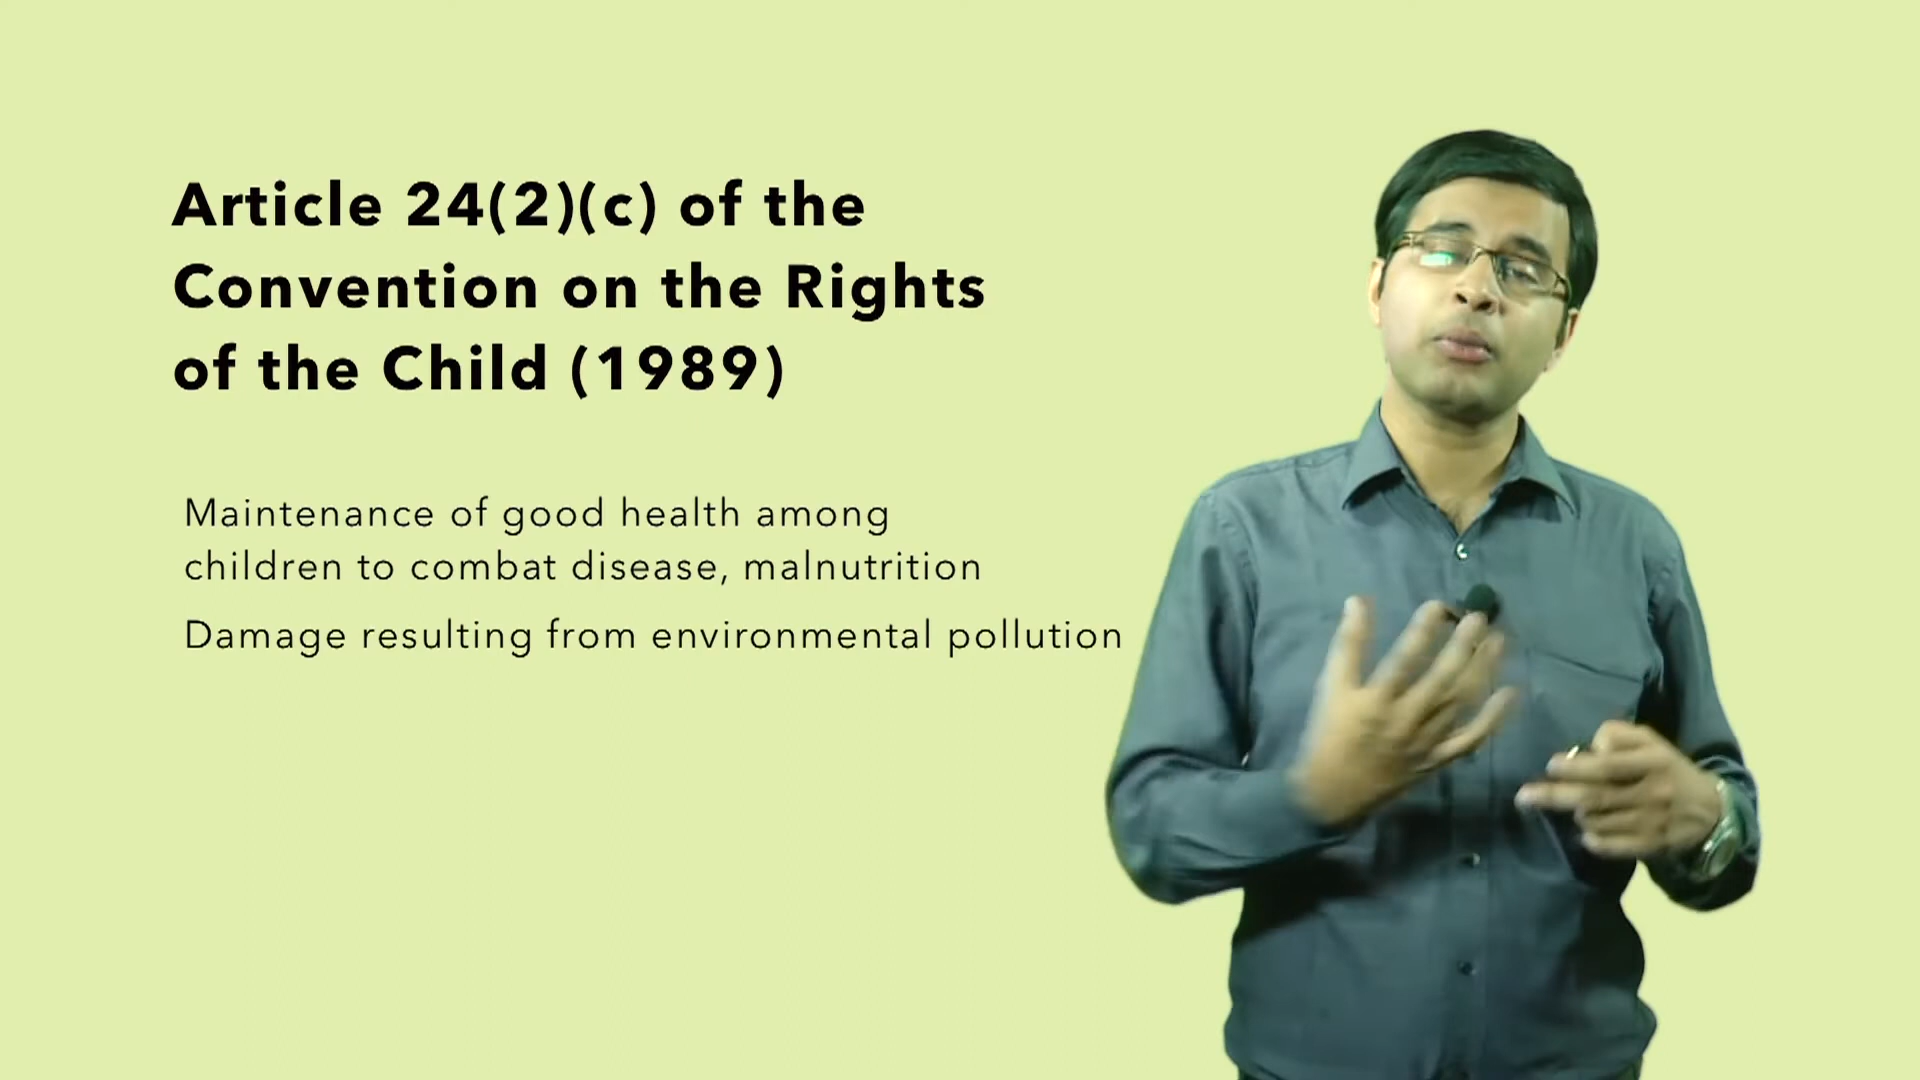 Article 24(2)(c) of the
Convention on the Rights
of the Child (1989)
Maintenance of good health among
children to combat disease, malnutrition
Damage resulting from environmental pollution